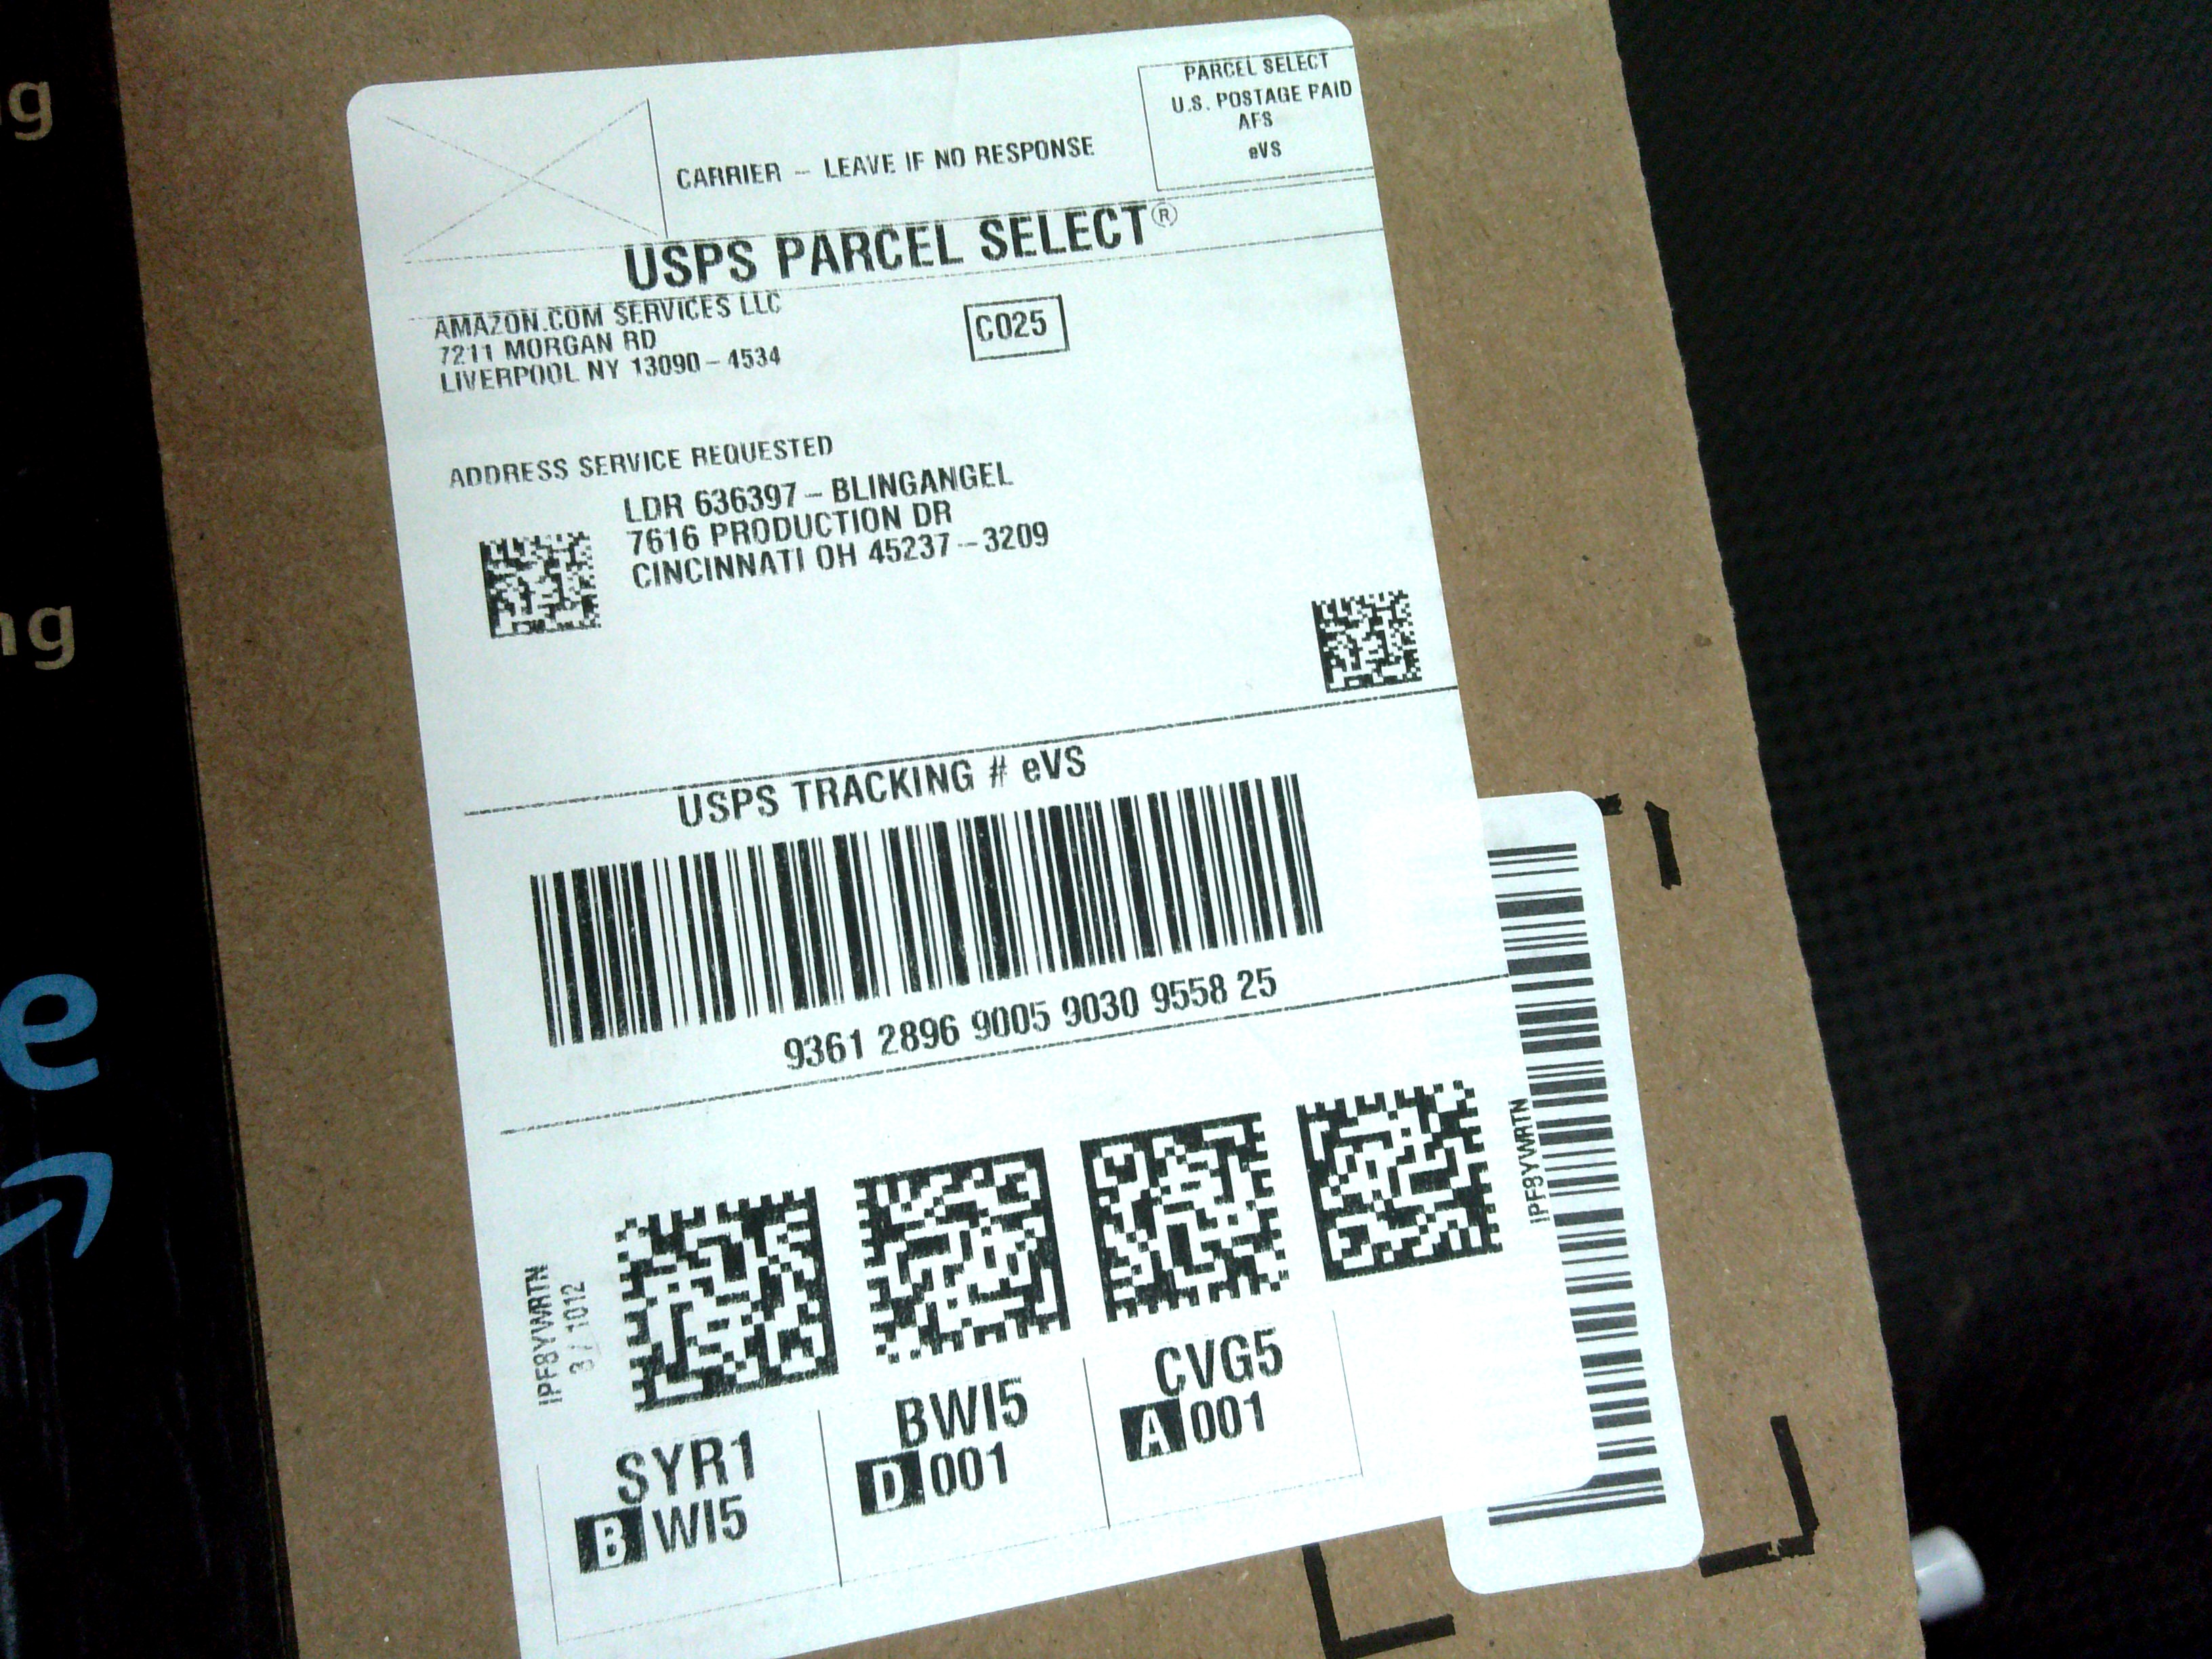 PARCEL SELECT
U.S. POSTAGE PAID
AFS
eVS
CARRIER – LEAVE IF NO RESPONSE
USPS PARCEL SELECT®
AMAZON.COM SERVICES LLC
7211 MORGAN RD
LIVERPOOL NY 13090-4534
C025
ADDRESS SERVICE REQUESTED
LDR 636397 – BLINGANGEL
7616 PRODUCTION DR
CINCINNATI OH 45237-3209
USPS TRACKING # eVS
9361 2896 9005 9030 9558 25
IPF8YWRTN
IPF8YWRTN
SYR1
B WI5
BWI5
D 001
CVG5
A 001
g
ng
e